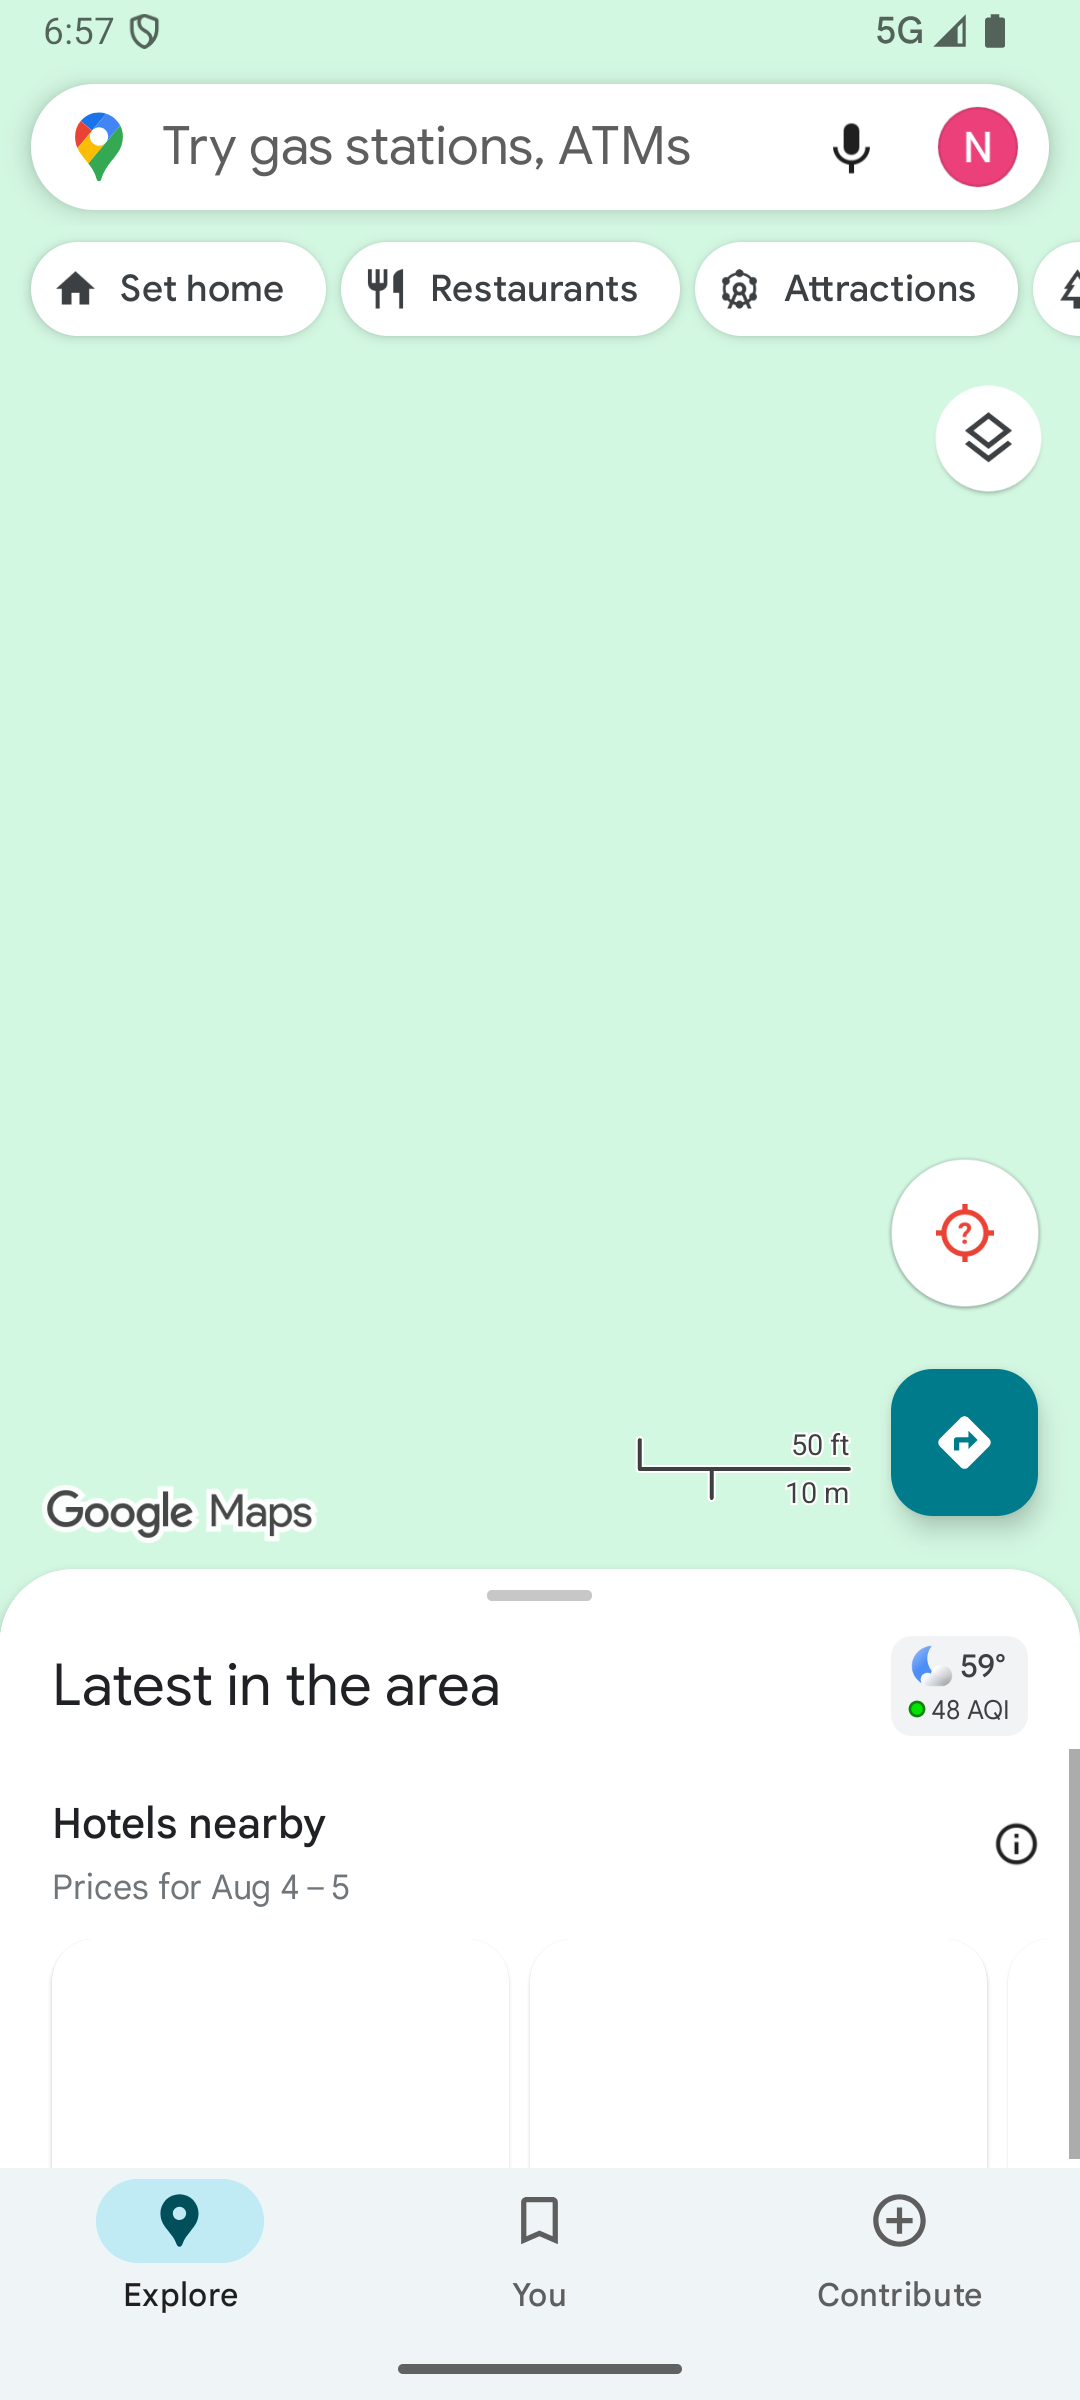 6:57
5G
Try gas stations, ATMs
N
Set home
Restaurants
Attractions
?
50 ft
10 m
Google Maps
Latest in the area
59°
48 AQI
Hotels nearby
Prices for Aug 4 – 5
Explore
You
Contribute